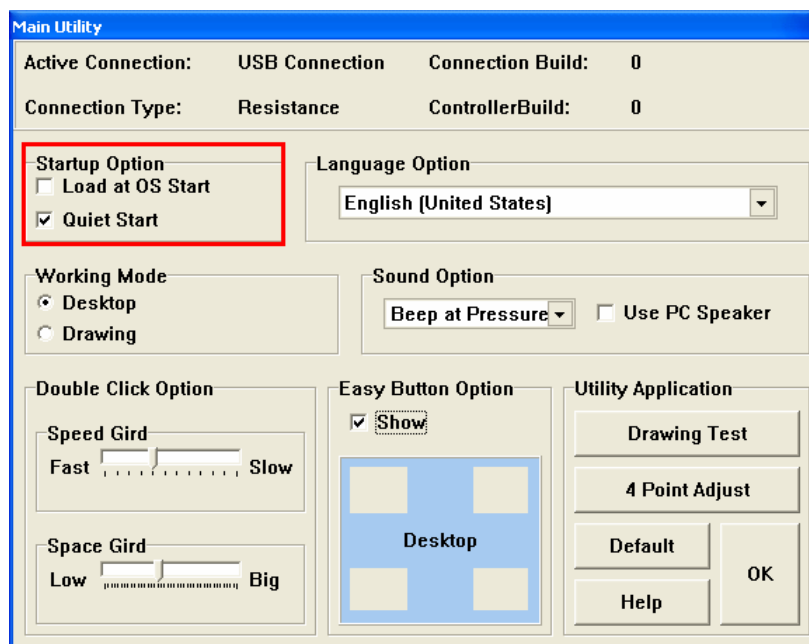 Main Utility
Active Connection: USB Connection Connection Build: 0
Connection Type: Resistance ControllerBuild: 0
Startup Option
Load at OS Start
Quiet Start
Language Option
English (United States)
Working Mode
Desktop
Drawing
Sound Option
Beep at Pressure
Use PC Speaker
Double Click Option
Speed Gird
Fast Slow
Space Gird
Low Big
Easy Button Option
Show
Desktop
Utility Application
Drawing Test
4 Point Adjust
Default
Help
OK